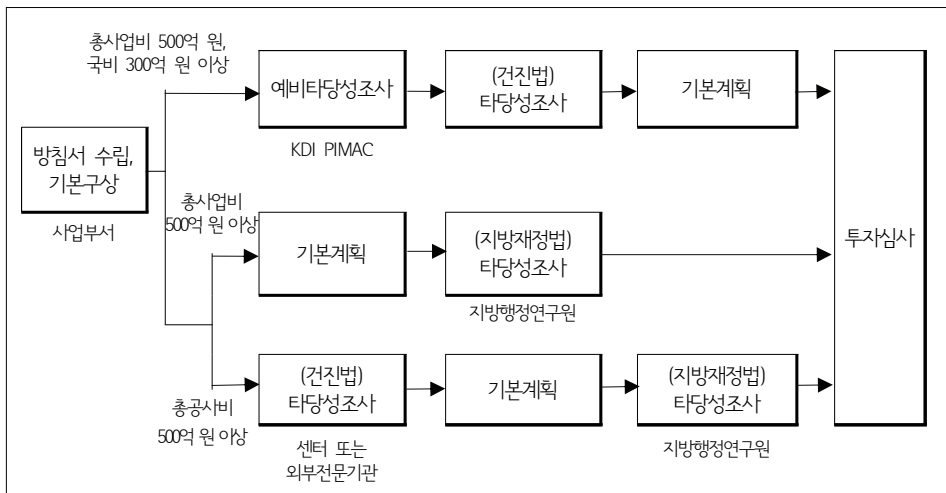 총사업비 500억 원,
국비 300억 원 이상
예비타당성조사
KDI PIMAC
(건진법)
타당성조사
기본계획
방침서 수립,
기본구상
사업부서
총사업비
500억 원 이상
기본계획
(지방재정법)
타당성조사
지방행정연구원
투자심사
총공사비
500억 원 이상
(건진법)
타당성조사
센터 또는
외부전문기관
기본계획
(지방재정법)
타당성조사
지방행정연구원